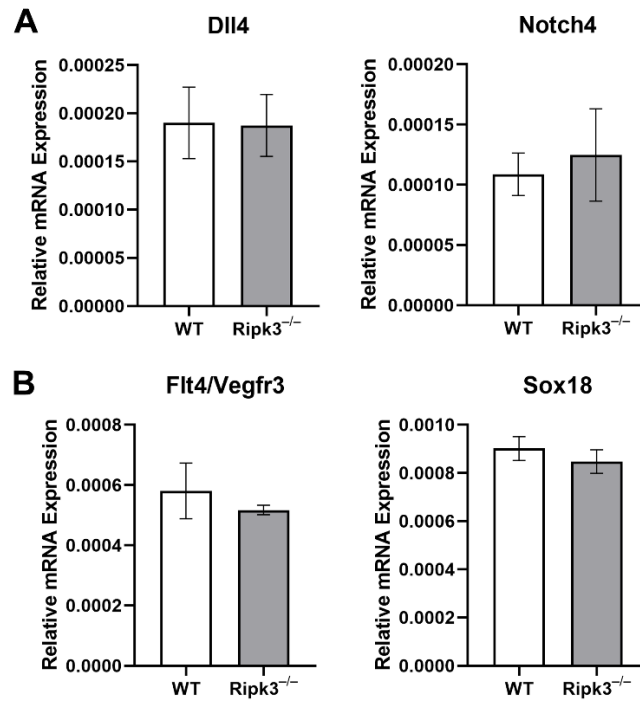 A
Dll4
Relative mRNA Expression
0.00025
0.00020
0.00015
0.00010
0.00005
0.00000
WT
Ripk3⁻/⁻
Notch4
Relative mRNA Expression
0.00020
0.00015
0.00010
0.00005
0.00000
WT
Ripk3⁻/⁻
B
Flt4/Vegfr3
Relative mRNA Expression
0.0008
0.0006
0.0004
0.0002
0.0000
WT
Ripk3⁻/⁻
Sox18
Relative mRNA Expression
0.0010
0.0008
0.0006
0.0004
0.0002
0.0000
WT
Ripk3⁻/⁻